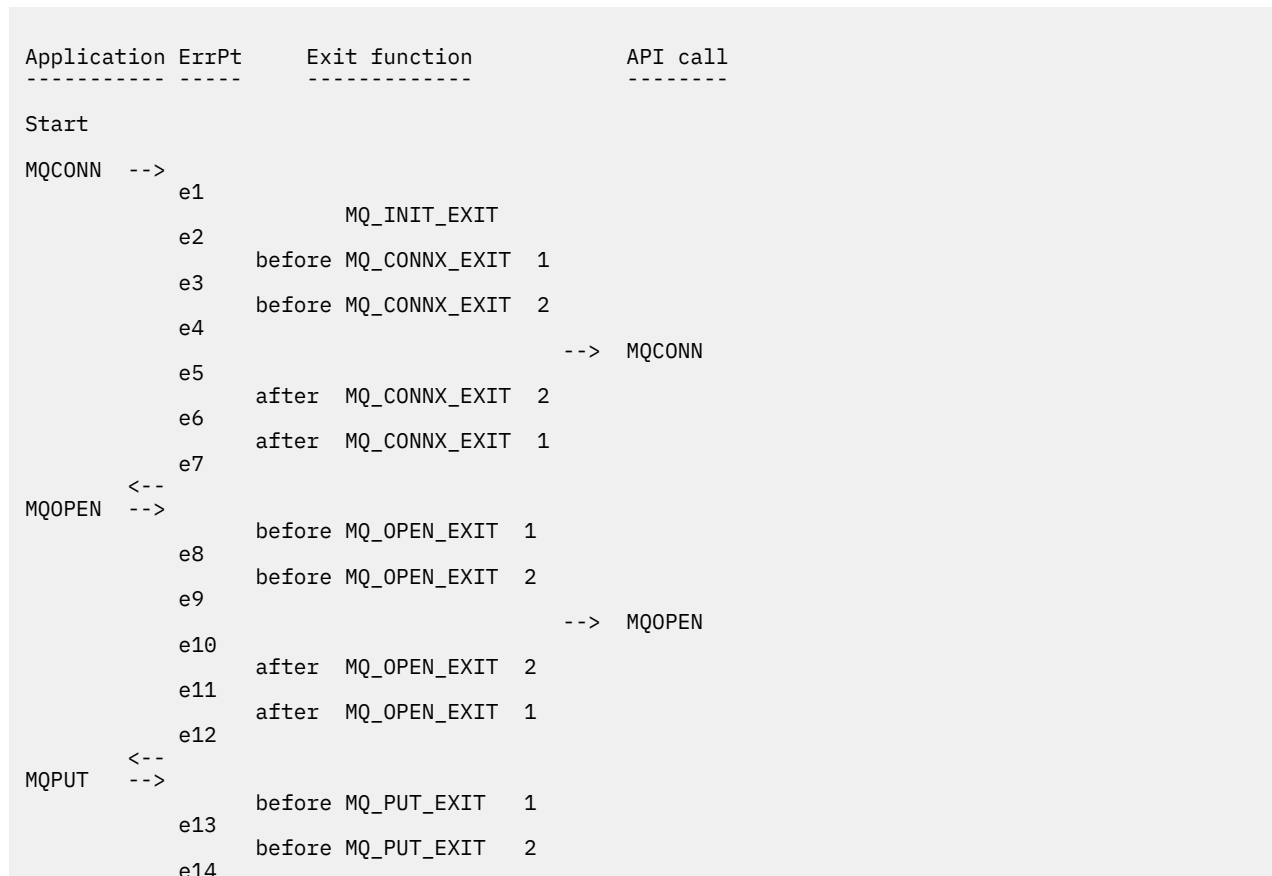 Application ErrPt     Exit function            API call
----------- -----     -------------            --------
Start
MQCONN  -->
            e1
                         MQ_INIT_EXIT
            e2
                  before MQ_CONNX_EXIT  1
            e3
                  before MQ_CONNX_EXIT  2
            e4
                                          -->  MQCONN
            e5
                  after  MQ_CONNX_EXIT  2
            e6
                  after  MQ_CONNX_EXIT  1
            e7
        <--
MQOPEN  -->
                  before MQ_OPEN_EXIT  1
            e8
                  before MQ_OPEN_EXIT  2
            e9
                                          -->  MQOPEN
            e10
                  after  MQ_OPEN_EXIT  2
            e11
                  after  MQ_OPEN_EXIT  1
            e12
        <--
MQPUT   -->
                  before MQ_PUT_EXIT   1
            e13
                  before MQ_PUT_EXIT   2
            e14